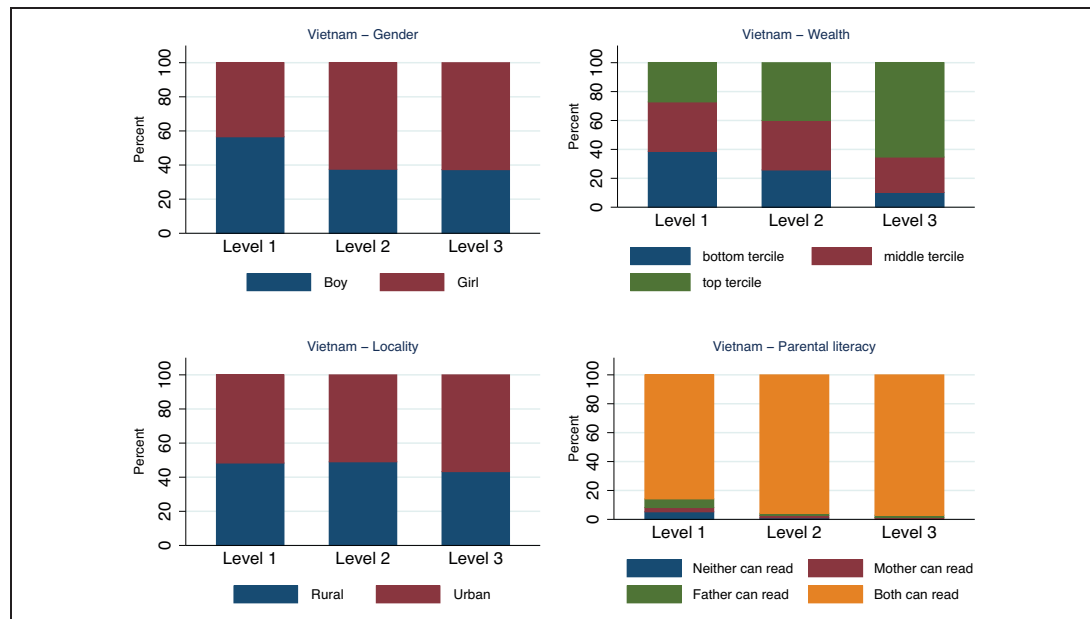 Vietnam – Gender
Percent
0 20 40 60 80 100
Level 1 Level 2 Level 3
Boy Girl
Vietnam – Wealth
Percent
0 20 40 60 80 100
Level 1 Level 2 Level 3
bottom tercile middle tercile
top tercile
Vietnam – Locality
Percent
0 20 40 60 80 100
Level 1 Level 2 Level 3
Rural Urban
Vietnam – Parental literacy
Percent
0 20 40 60 80 100
Level 1 Level 2 Level 3
Neither can read Mother can read
Father can read Both can read